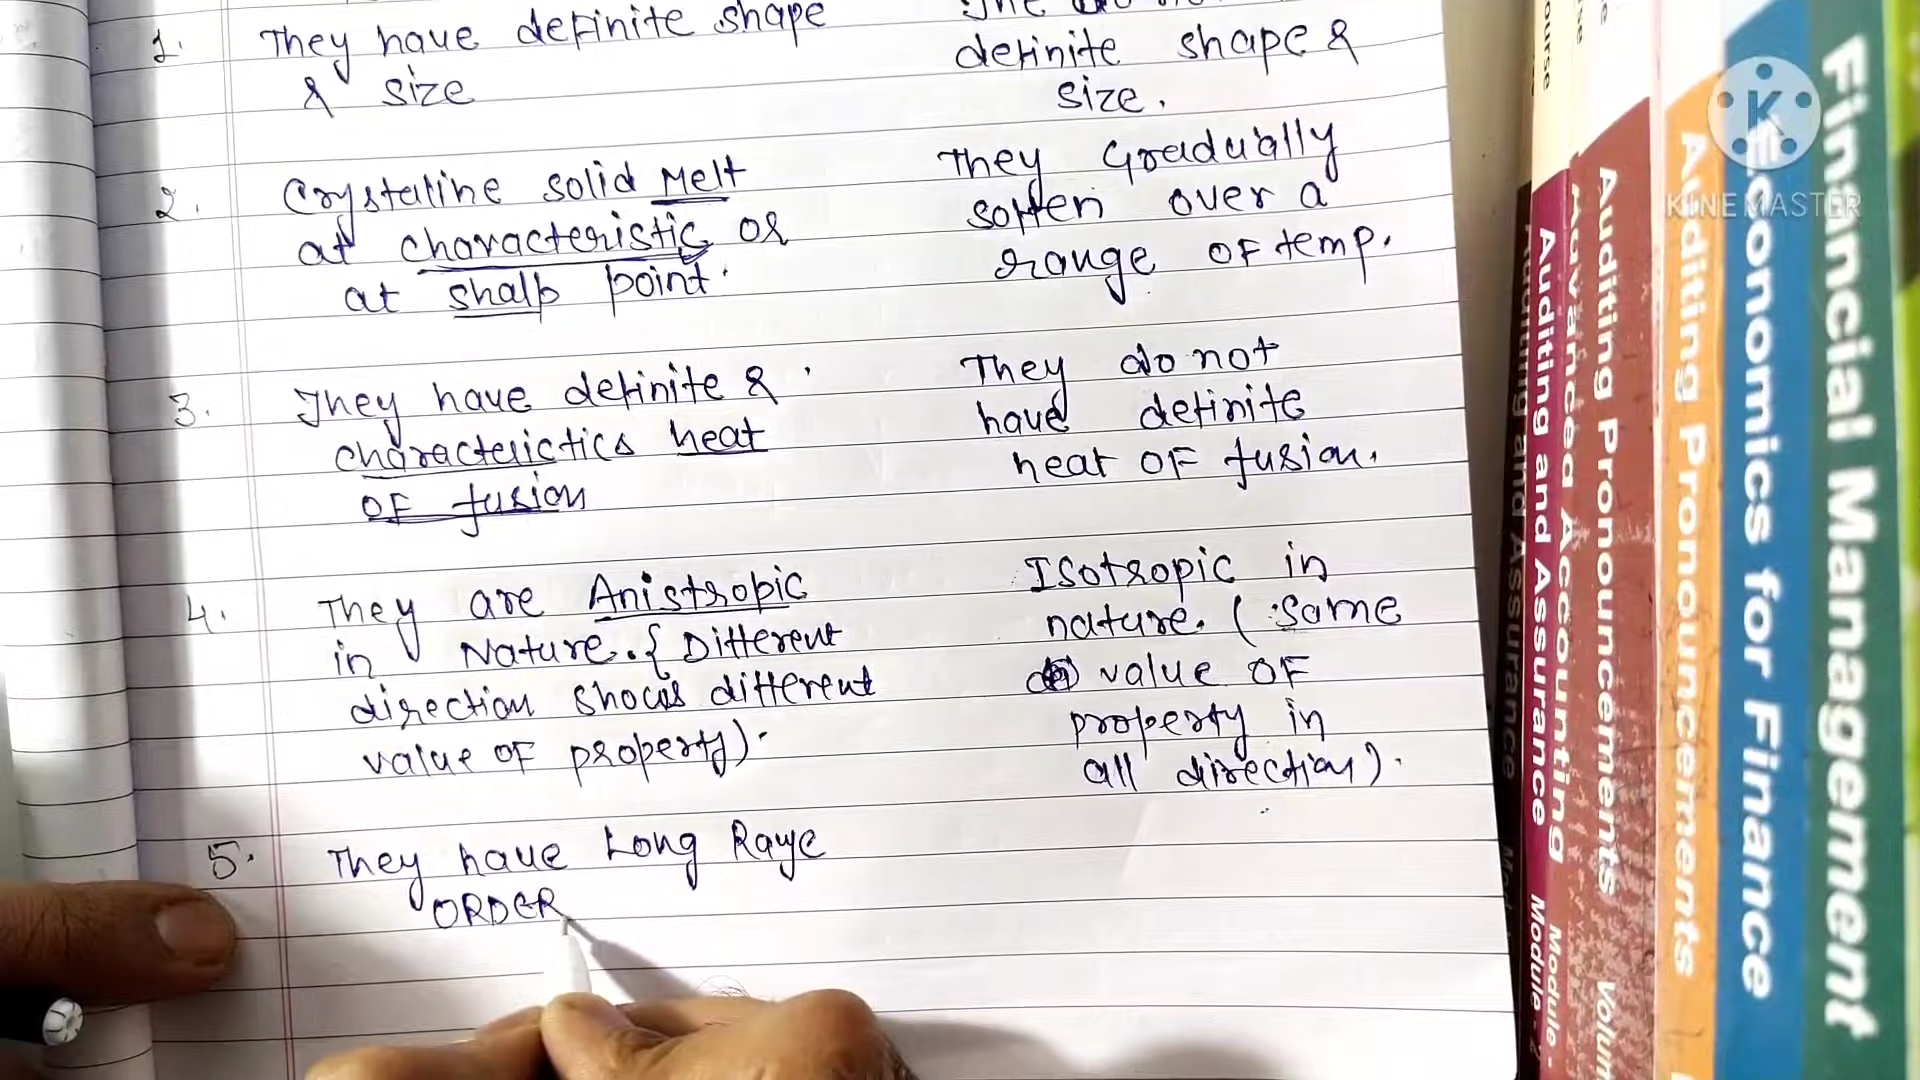 1. They have definite shape
& size
definite shape &
size.
2. Crystaline solid Melt
at characteristic or
at sharp point.
They Gradually
soften over a
range of temp.
3. They have definite &
characterictics heat
of fusion
They do not
have definite
heat of fusion.
4. They are Anistropic
in Nature. { Different
direction shows different
value of property).
Isotropic in
nature. ( Same
value of
property in
all direction).
5. They have Long Range
ORDER
K
KINEMASTER
Auditing and Assurance
Auditing and Assurance Module - 2
Advanced Accounting Module -
Auditing Pronouncements Volum
Auditing Pronouncements
Economics for Finance
Financial Management